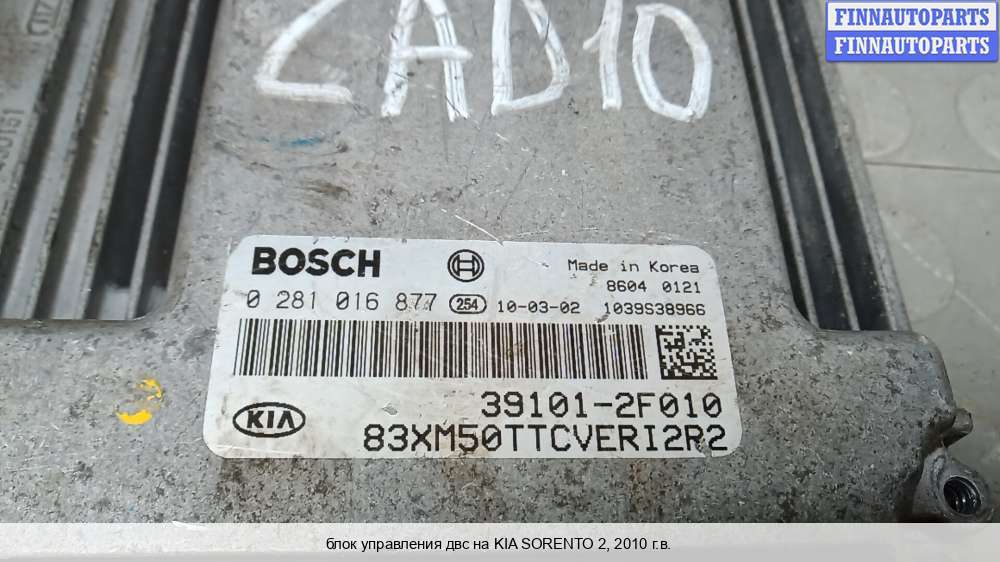 FINNAUTOPARTS
FINNAUTOPARTS
CAD10
BOSCH
Made in Korea
8604 0121
0 281 016 877 254 10-03-02 1039S38966
KIA
39101-2F010
83XM50TTCVERI2R2
блок управления двс на KIA SORENTO 2, 2010 г.в.